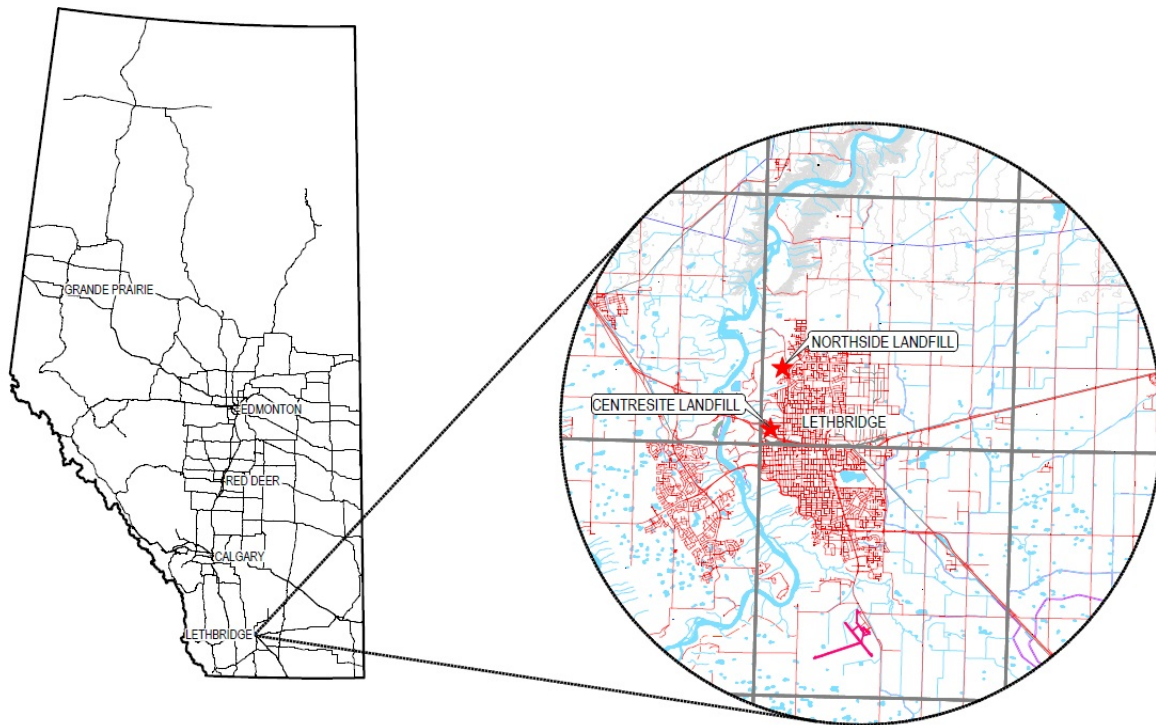 GRANDE PRAIRIE
EDMONTON
RED DEER
CALGARY
LETHBRIDGE
NORTHSIDE LANDFILL
CENTRESITE LANDFILL
LETHBRIDGE